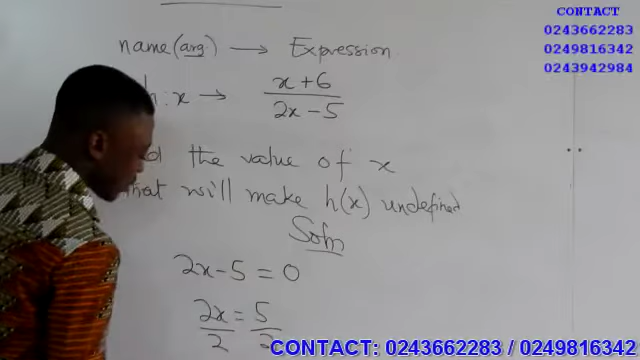 CONTACT
0243662283
0249816342
0243942984
name(arg) → Expression
h : x → x + 6 / 2x - 5
the value of x
that will make h(x) undefined
Soln
2x - 5 = 0
2x / 2 = 5 / 2
CONTACT: 0243662283 / 0249816342